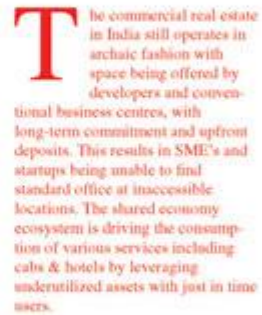 The commercial real estate
in India still operates in
archaic fashion with
space being offered by
developers and conven-
tional business centres, with
long-term commitment and upfront
deposits. This results in SME's and
startups being unable to find
standard office at inaccessible
locations. The shared economy
ecosystem is driving the consump-
tion of various services including
cabs & hotels by leveraging
underutilized assets with just in time
users.